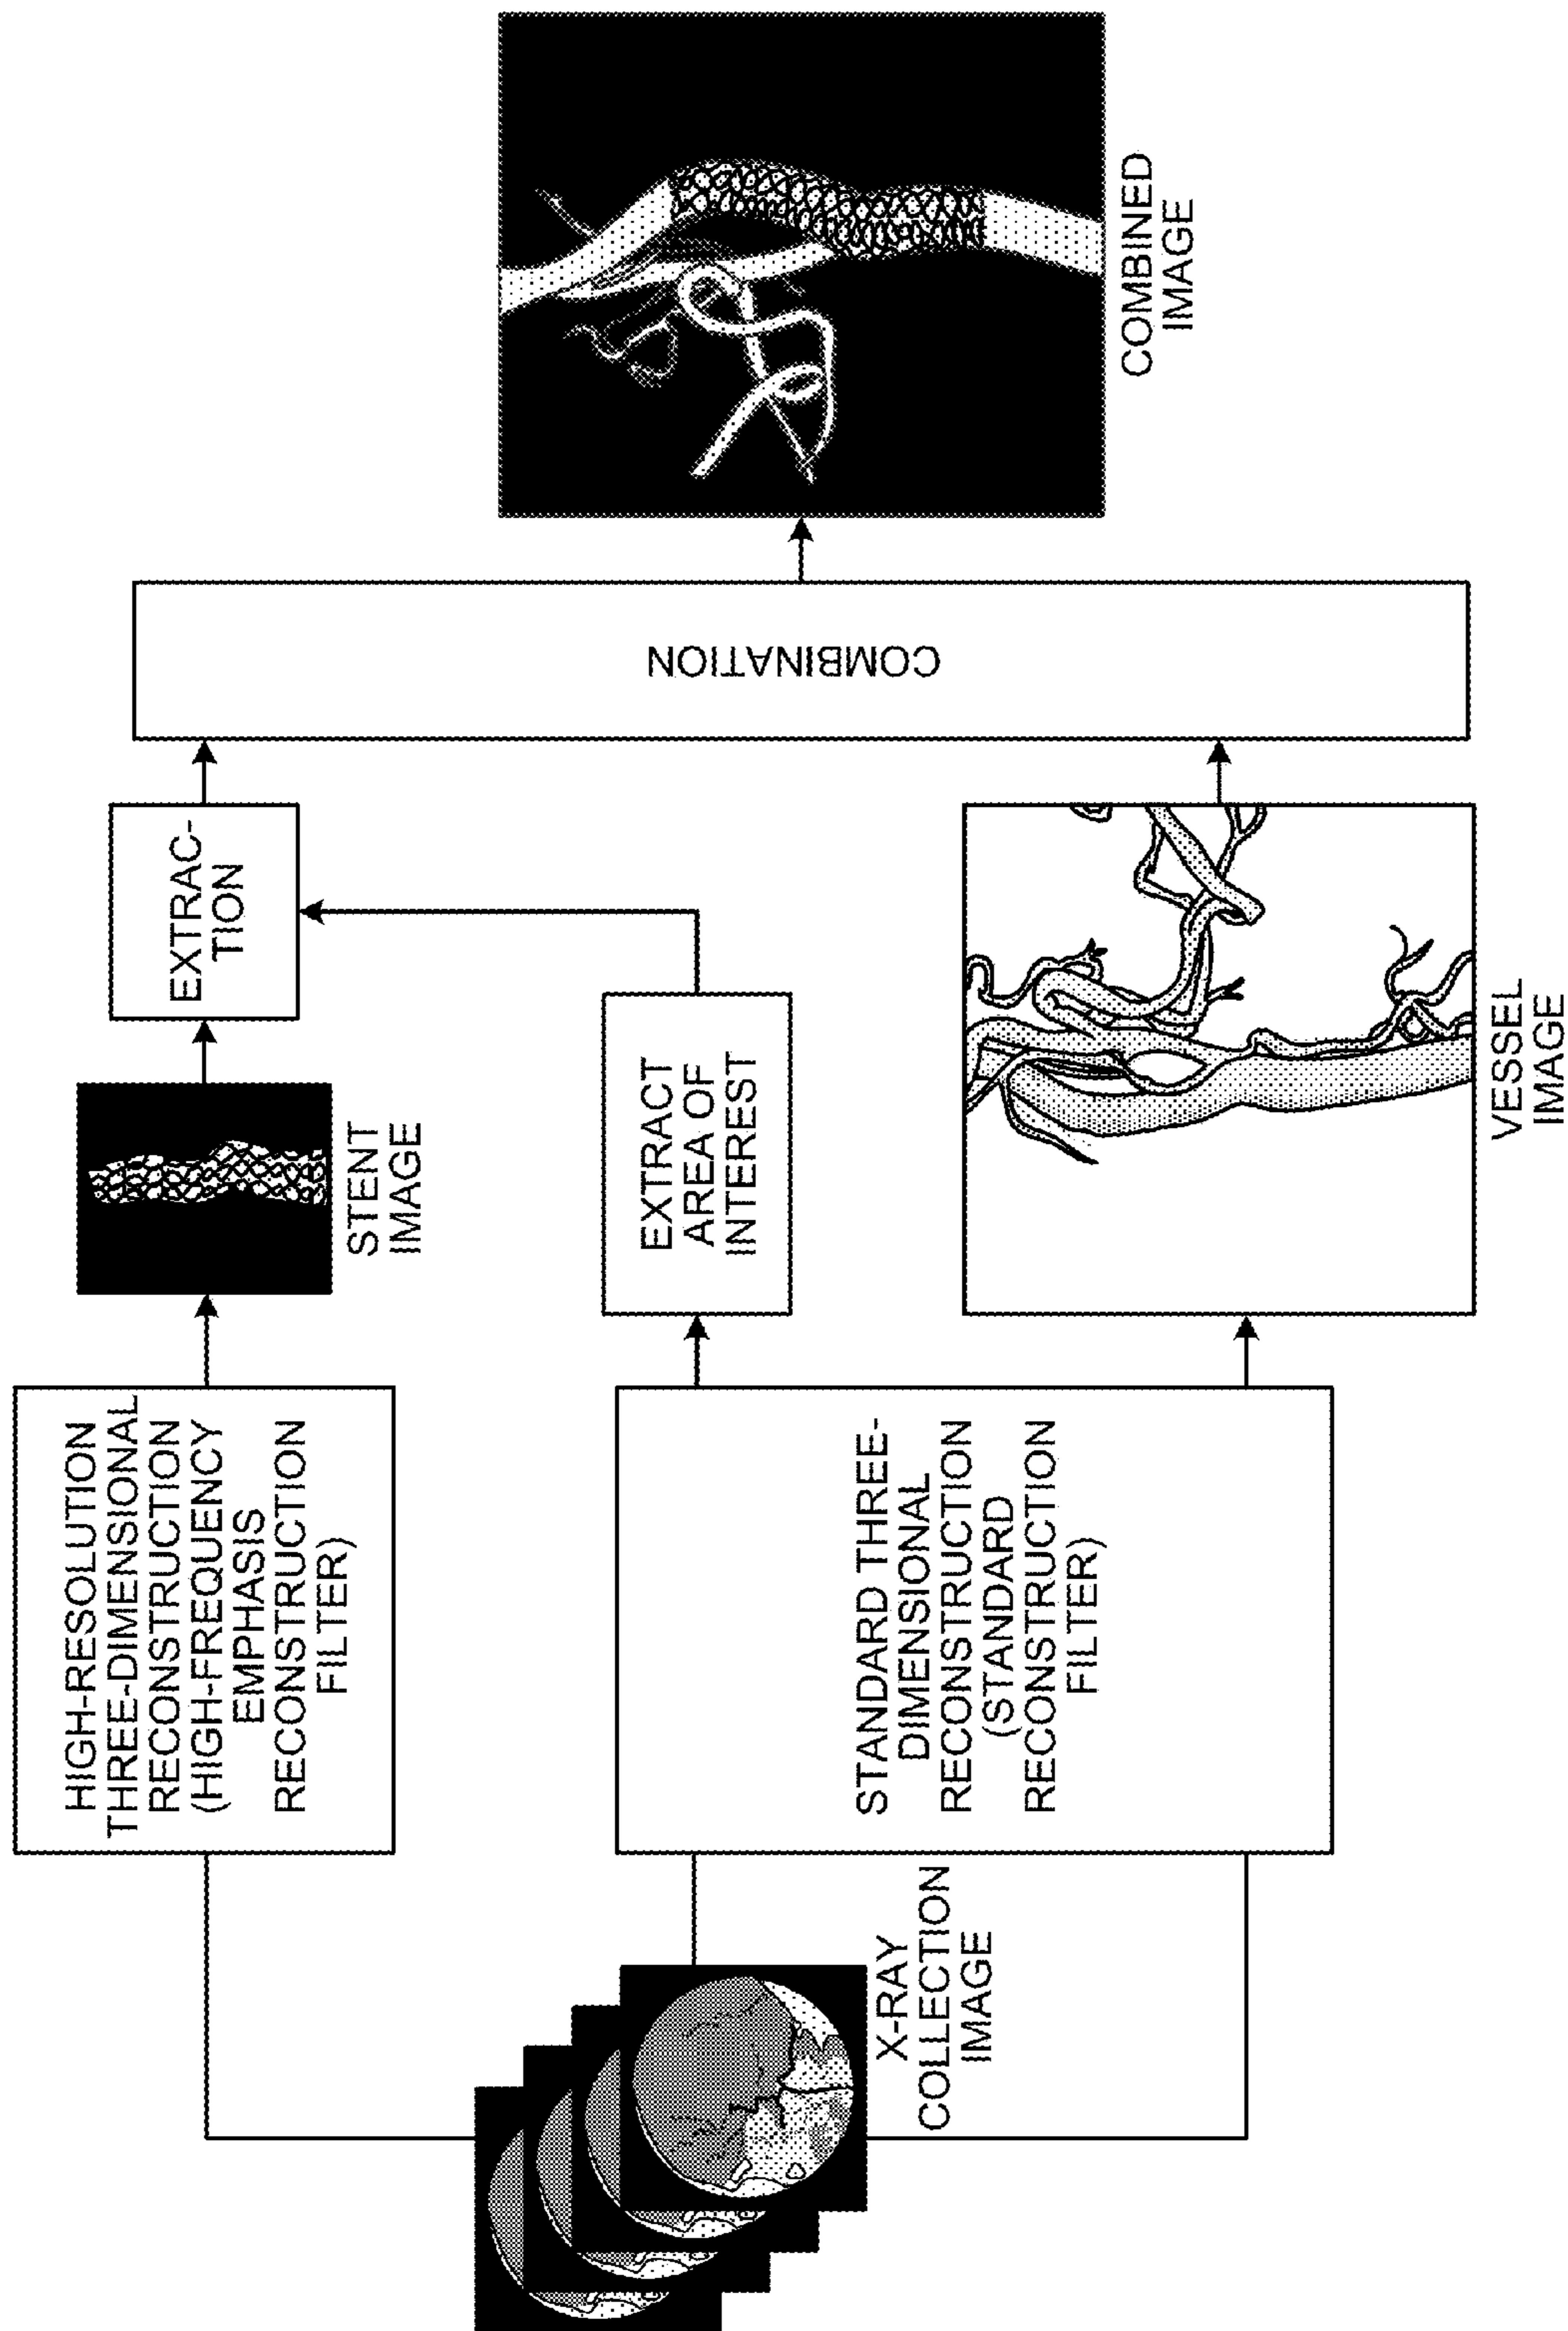 X-RAY
COLLECTION
IMAGE
HIGH-RESOLUTION
THREE-DIMENSIONAL
RECONSTRUCTION
(HIGH-FREQUENCY
EMPHASIS
RECONSTRUCTION
FILTER)
STANDARD THREE-
DIMENSIONAL
RECONSTRUCTION
(STANDARD
RECONSTRUCTION
FILTER)
STENT
IMAGE
EXTRACT
AREA OF
INTEREST
VESSEL
IMAGE
EXTRAC-
TION
COMBINATION
COMBINED
IMAGE